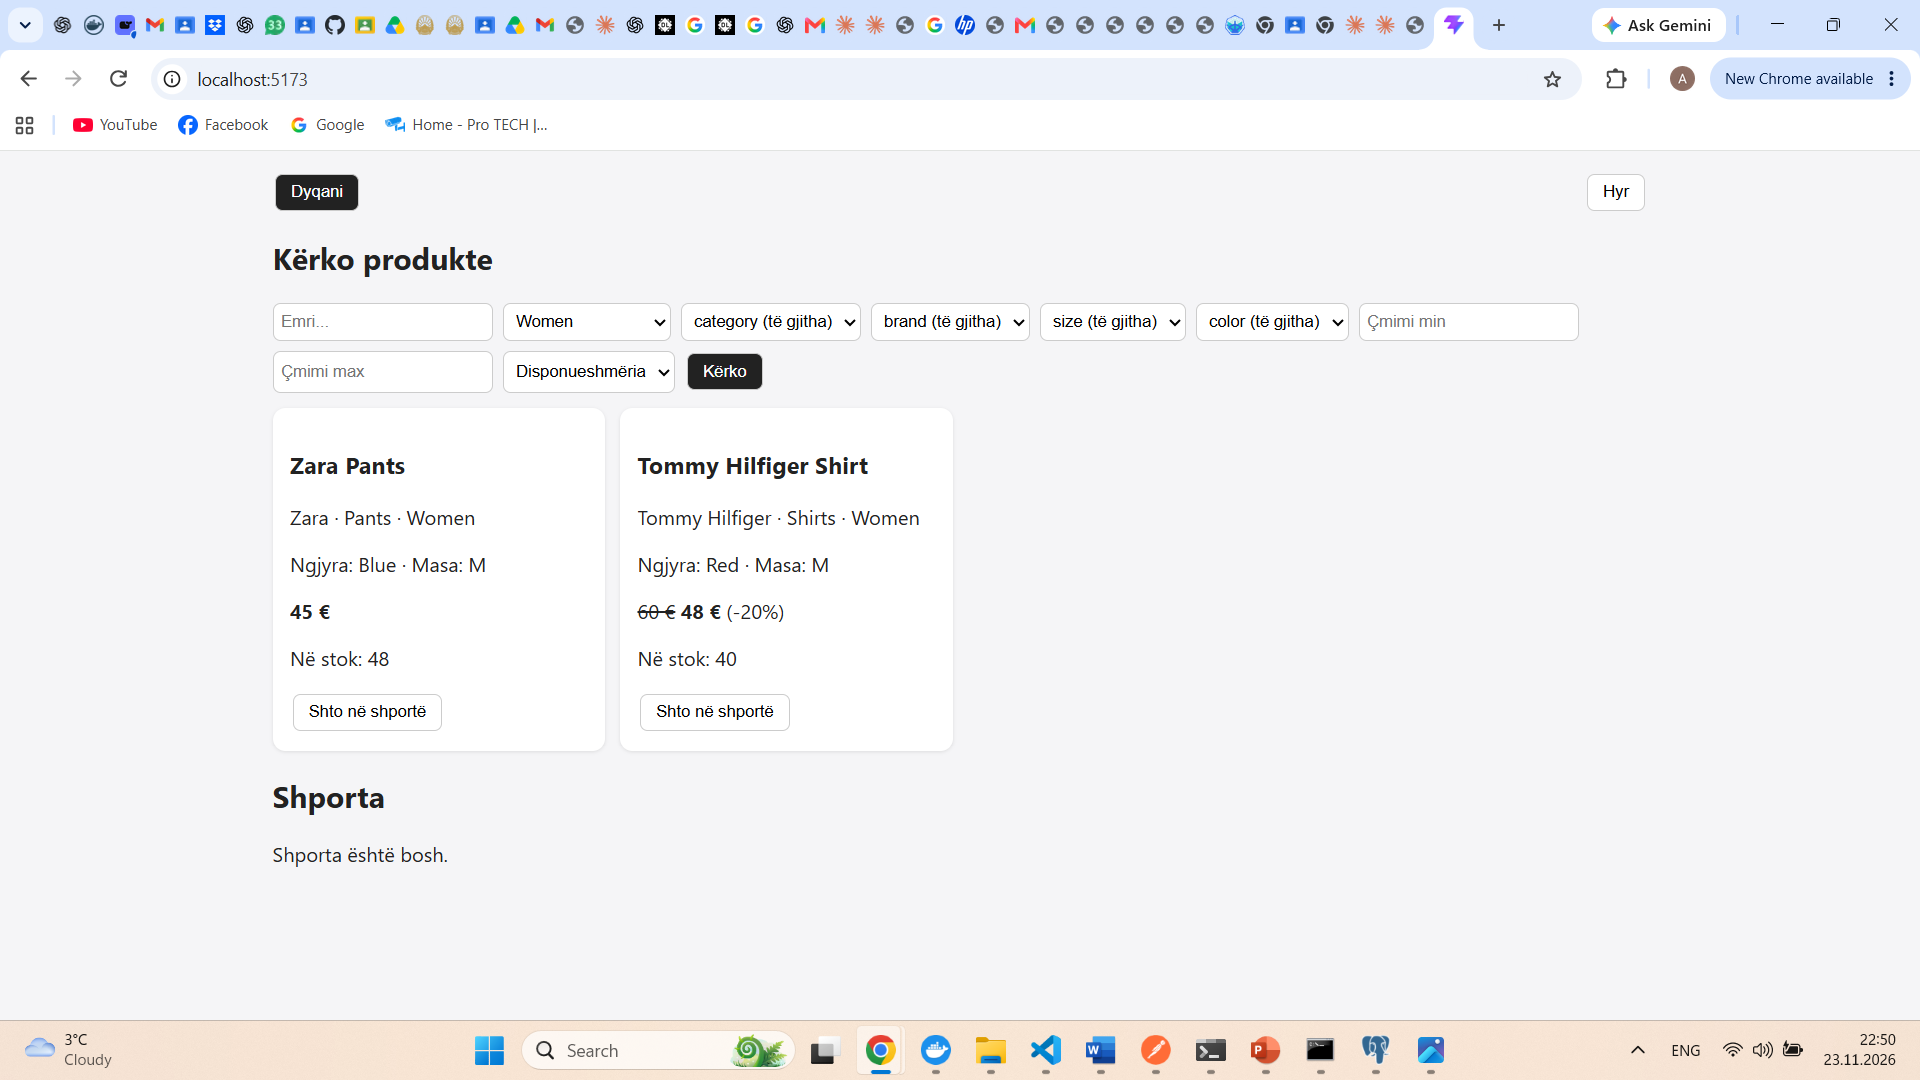 33
Ask Gemini
localhost:5173
A
New Chrome available
YouTube
Facebook
Google
Home - Pro TECH |...
Dyqani
Hyr
Kërko produkte
Emri...
Women
category (të gjitha)
brand (të gjitha)
size (të gjitha)
color (të gjitha)
Çmimi min
Çmimi max
Disponueshmëria
Kërko
Zara Pants
Zara · Pants · Women
Ngjyra: Blue · Masa: M
45 €
Në stok: 48
Shto në shportë
Tommy Hilfiger Shirt
Tommy Hilfiger · Shirts · Women
Ngjyra: Red · Masa: M
60 € 48 € (-20%)
Në stok: 40
Shto në shportë
Shporta
Shporta është bosh.
3°C
Cloudy
Search
ENG
22:50
23.11.2026